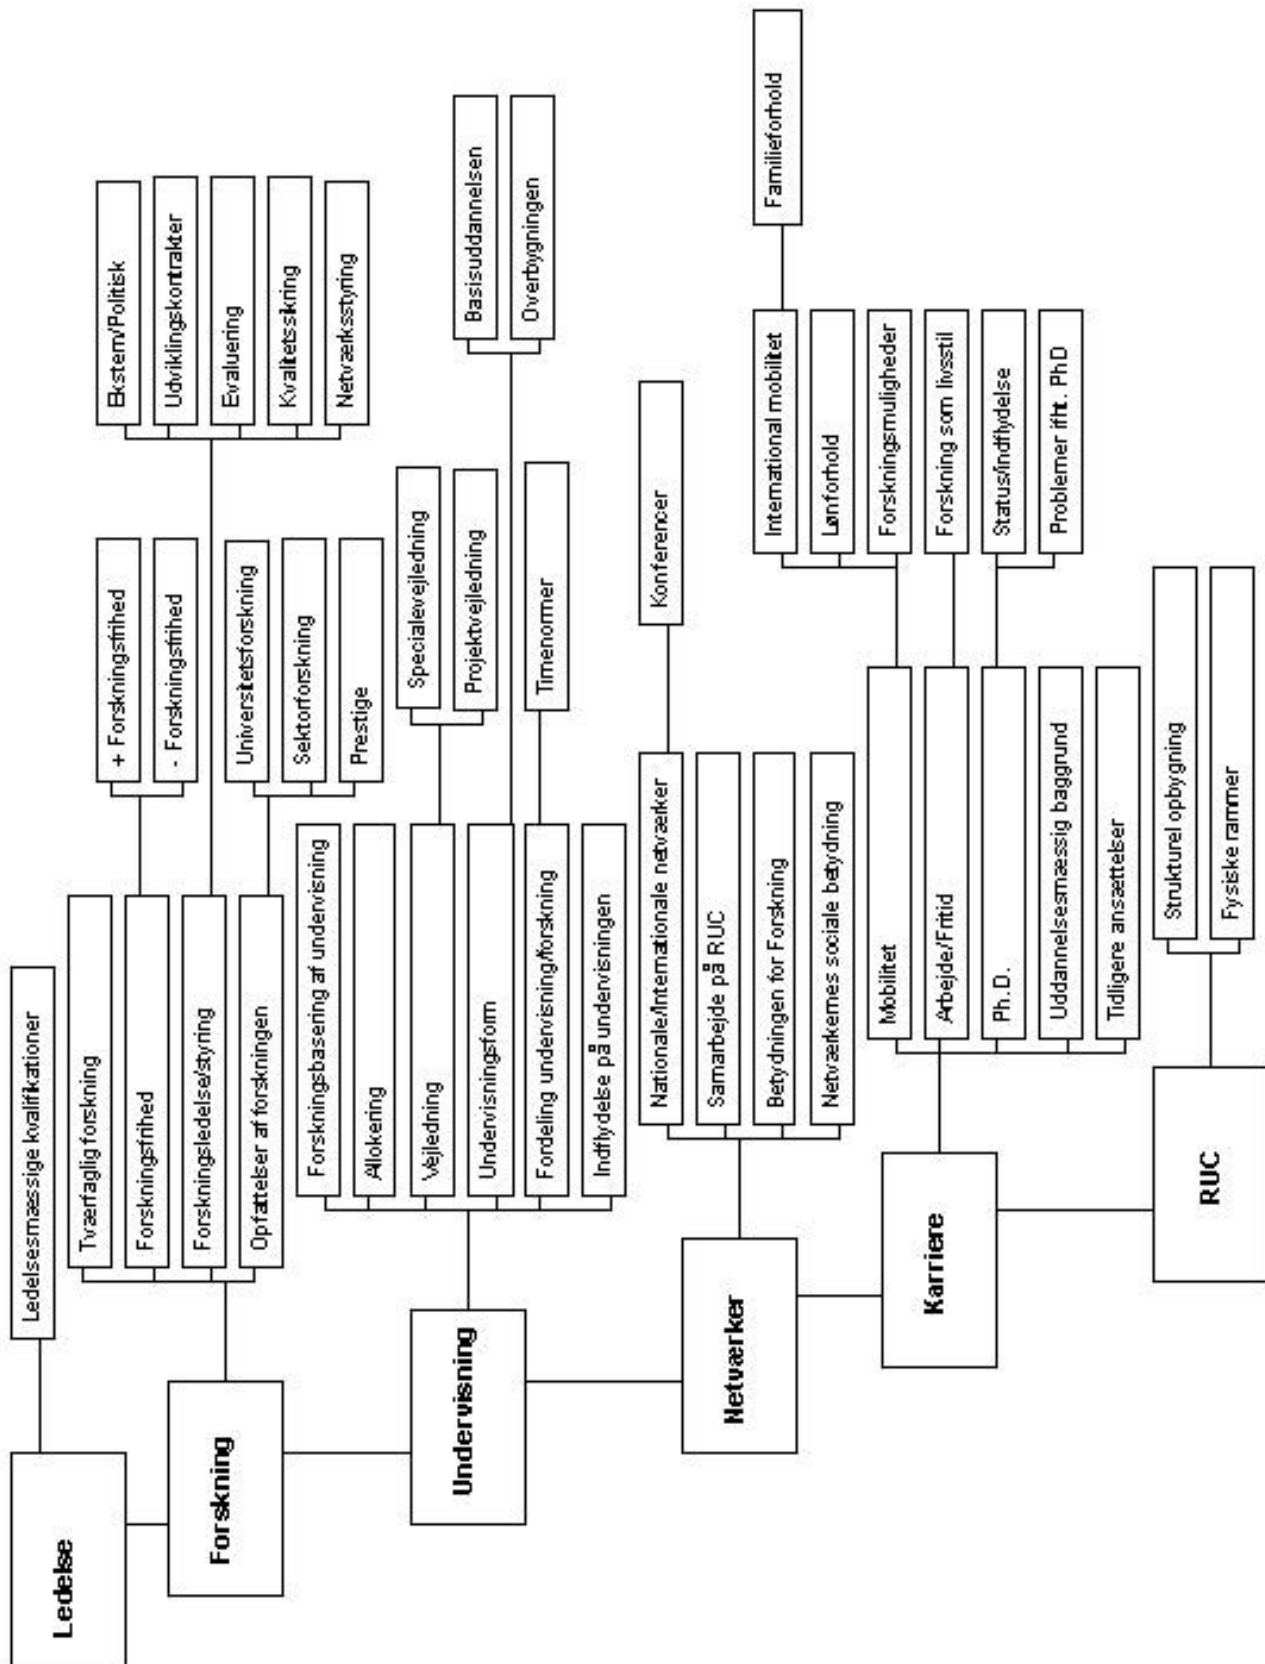 Ledelse
Ledelsesmæssige kvalifikationer
Forskning
Tværfaglig forskning
Forskningsfrihed
+ Forskningsfrihed
- Forskningsfrihed
Forskningsledelse/styring
Ekstern/Politisk
Udviklingskontrakter
Evaluering
Kvalitetssikring
Netværksstyring
Opfattelser af forskningen
Universitetsforskning
Sektorforskning
Prestige
Undervisning
Forskningsbasering af undervisning
Allokering
Vejledning
Specialevejledning
Projektvejledning
Undervisningsform
Basisuddannelsen
Overbygningen
Fordeling undervisning/forskning
Timenormer
Indflydelse på undervisningen
Netværker
Nationale/Internationale netværker
Konferencer
Samarbejde på RUC
Betydningen for Forskning
Netværkernes sociale betydning
Karriere
Mobilitet
International mobilitet
Familieforhold
Lønforhold
Forskningsmuligheder
Arbejde/Fritid
Forskning som livsstil
Ph.D.
Status/indflydelse
Problemer ifht. PhD
Uddannelsesmæssig baggrund
Tidligere ansættelser
RUC
Strukturel opbygning
Fysiske rammer